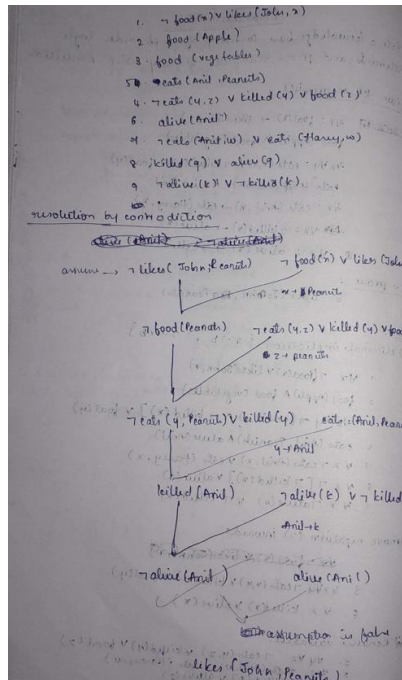 1. ¬ food(x) v likes(John, x)
2. food (Apple)
3. food (vegetables)
5 eats (Anil, Peanuts)
4. ¬ eats (y, z) v killed(y) v food(z)
6. alive(Anil)
7. ¬ eats (Anil, w) v eats (Harry, w)
8. killed(g) v alive(g)
9. ¬ alive(k) v ¬ killed(k)
resolution by contradiction
assume → ¬ likes(John, Peanuts) ¬ food(x) v likes(John
x → Peanuts
¬ food(Peanuts) ¬ eats (y, z) v killed(y) v foo
z → peanuts
¬ eats (y, Peanuts) v killed(y) eats (Anil, Pean
y → Anil
killed(Anil) ¬ alive(k) v ¬ killed
Anil → k
¬ alive (Anil) alive (Anil)
assumption is false
likes (John, Peanuts)